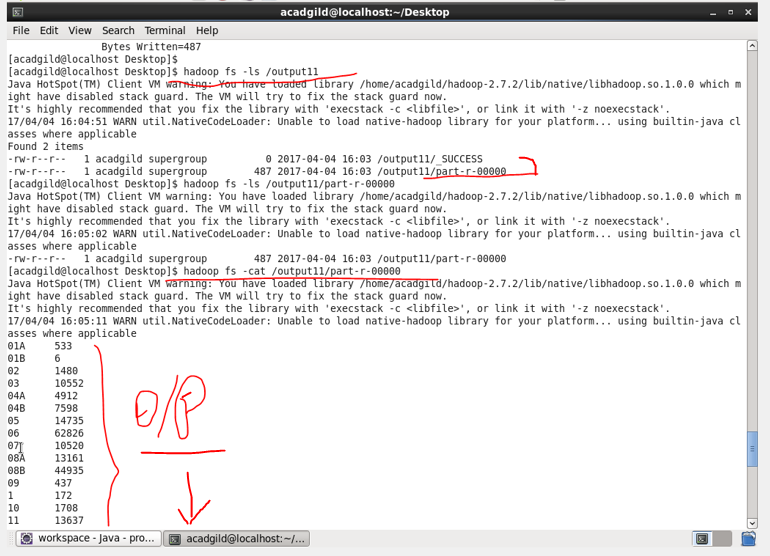 acadgild@localhost:~/Desktop
File Edit View Search Terminal Help
Bytes Written=487
[acadgild@localhost Desktop]$
[acadgild@localhost Desktop]$ hadoop fs -ls /output11
Java HotSpot(TM) Client VM warning: You have loaded library /home/acadgild/hadoop-2.7.2/lib/native/libhadoop.so.1.0.0 which m
ight have disabled stack guard. The VM will try to fix the stack guard now.
It's highly recommended that you fix the library with 'execstack -c <libfile>', or link it with '-z noexecstack'.
17/04/04 16:04:51 WARN util.NativeCodeLoader: Unable to load native-hadoop library for your platform... using builtin-java cl
asses where applicable
Found 2 items
-rw-r--r-- 1 acadgild supergroup 0 2017-04-04 16:03 /output11/_SUCCESS
-rw-r--r-- 1 acadgild supergroup 487 2017-04-04 16:03 /output11/part-r-00000
[acadgild@localhost Desktop]$ hadoop fs -ls /output11/part-r-00000
Java HotSpot(TM) Client VM warning: You have loaded library /home/acadgild/hadoop-2.7.2/lib/native/libhadoop.so.1.0.0 which m
ight have disabled stack guard. The VM will try to fix the stack guard now.
It's highly recommended that you fix the library with 'execstack -c <libfile>', or link it with '-z noexecstack'.
17/04/04 16:05:02 WARN util.NativeCodeLoader: Unable to load native-hadoop library for your platform... using builtin-java cl
asses where applicable
-rw-r--r-- 1 acadgild supergroup 487 2017-04-04 16:03 /output11/part-r-00000
[acadgild@localhost Desktop]$ hadoop fs -cat /output11/part-r-00000
Java HotSpot(TM) Client VM warning: You have loaded library /home/acadgild/hadoop-2.7.2/lib/native/libhadoop.so.1.0.0 which m
ight have disabled stack guard. The VM will try to fix the stack guard now.
It's highly recommended that you fix the library with 'execstack -c <libfile>', or link it with '-z noexecstack'.
17/04/04 16:05:11 WARN util.NativeCodeLoader: Unable to load native-hadoop library for your platform... using builtin-java cl
asses where applicable
01A 533
01B 6
02 1480
03 10552
04A 4912
04B 7598
05 14735
06 62826
07 10520
08A 13161
08B 44935
09 437
1 172
10 1708
11 13637
O/P
workspace - Java - pro...
acadgild@localhost:~/...